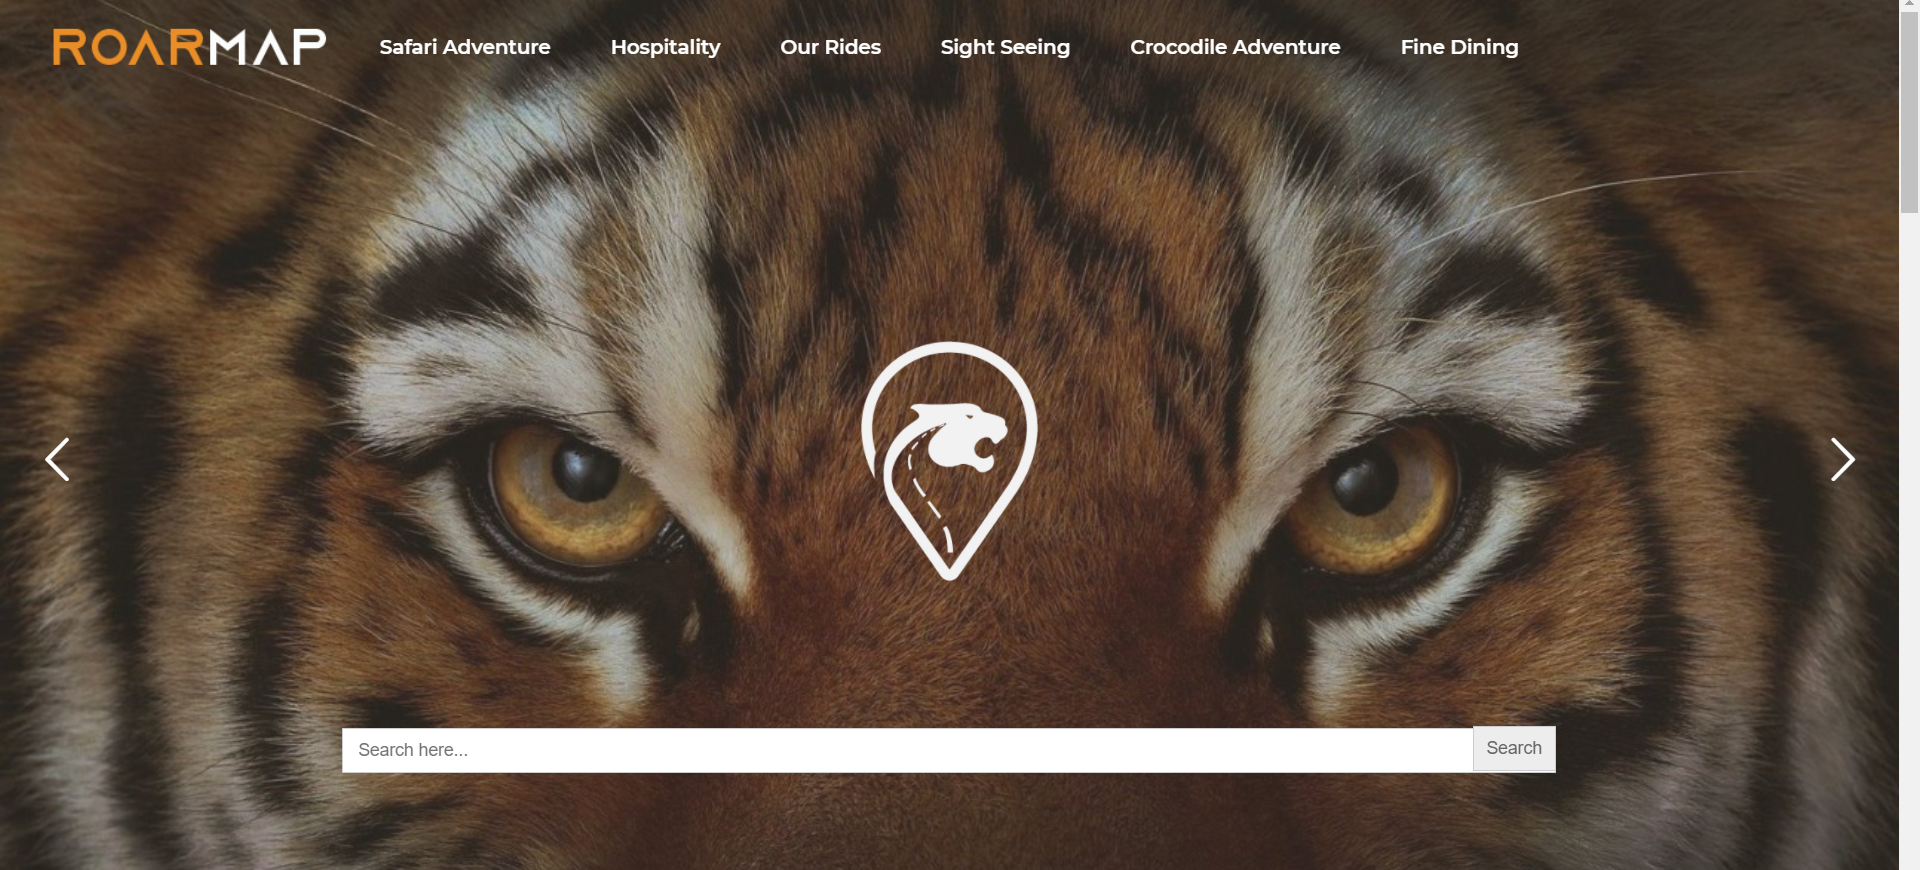 ROARMAP
Safari Adventure
Hospitality
Our Rides
Sight Seeing
Crocodile Adventure
Fine Dining
Search here...
Search